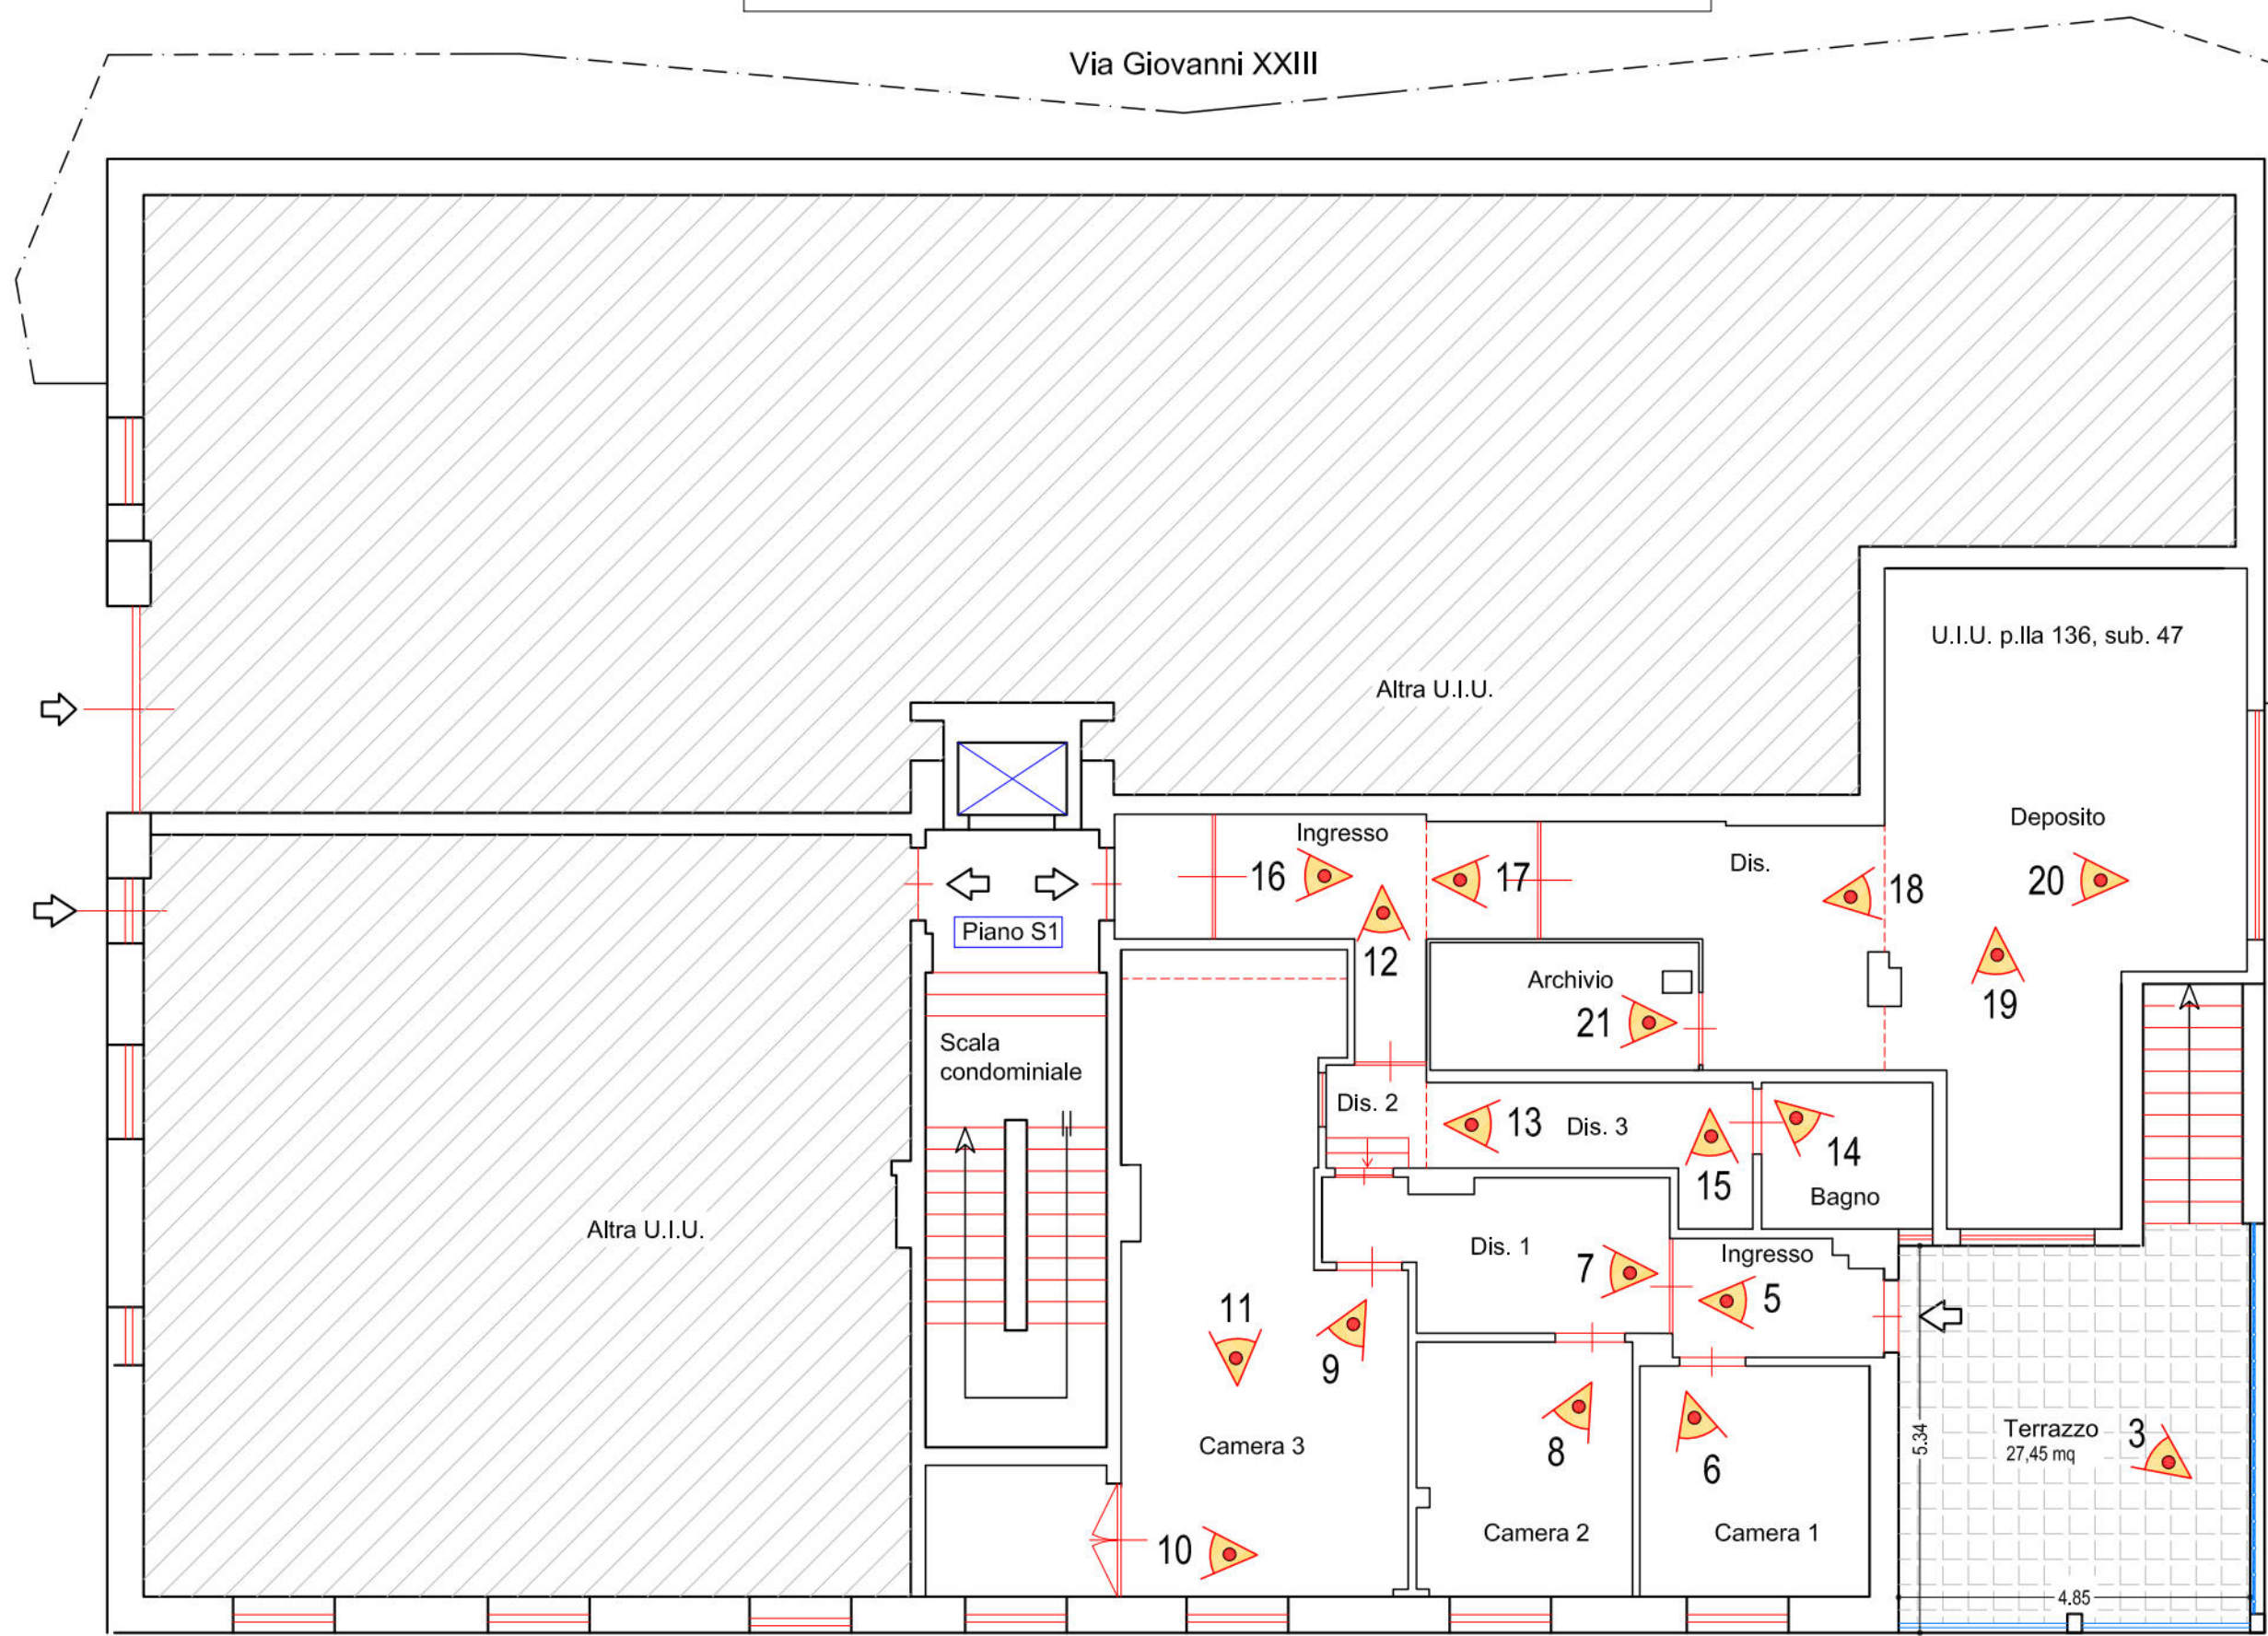 Via Giovanni XXIII
U.I.U. p.lla 136, sub. 47
Altra U.I.U.
Deposito
Ingresso
16
17
Dis.
18
20
12
Piano S1
19
Archivio
21
Scala
condominiale
Dis. 2
13
Dis. 3
14
15
Bagno
Altra U.I.U.
Dis. 1
7
Ingresso
5
11
9
8
6
Camera 3
Terrazzo
27,45 mq
3
5.34
10
Camera 2
Camera 1
4.85